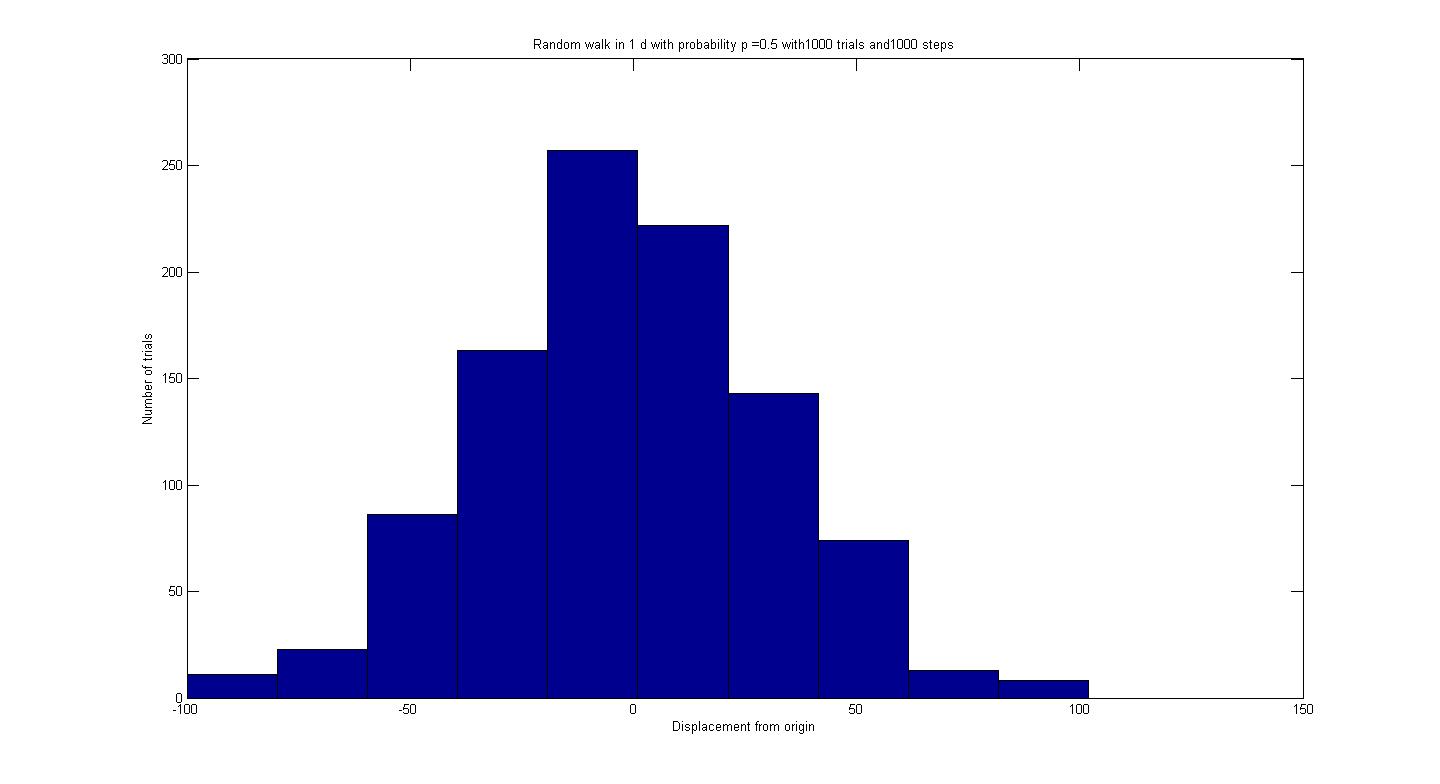 Random walk in 1 d with probability p =0.5 with1000 trials and1000 steps
300
250
200
150
100
50
0
Number of trials
-100 -50 0 50 100 150
Displacement from origin